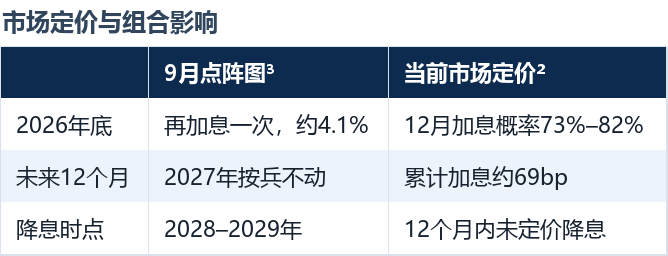 市场定价与组合影响
9月点阵图³ 当前市场定价²
2026年底 再加息一次，约4.1% 12月加息概率73%–82%
未来12个月 2027年按兵不动 累计加息约69bp
降息时点 2028–2029年 12个月内未定价降息